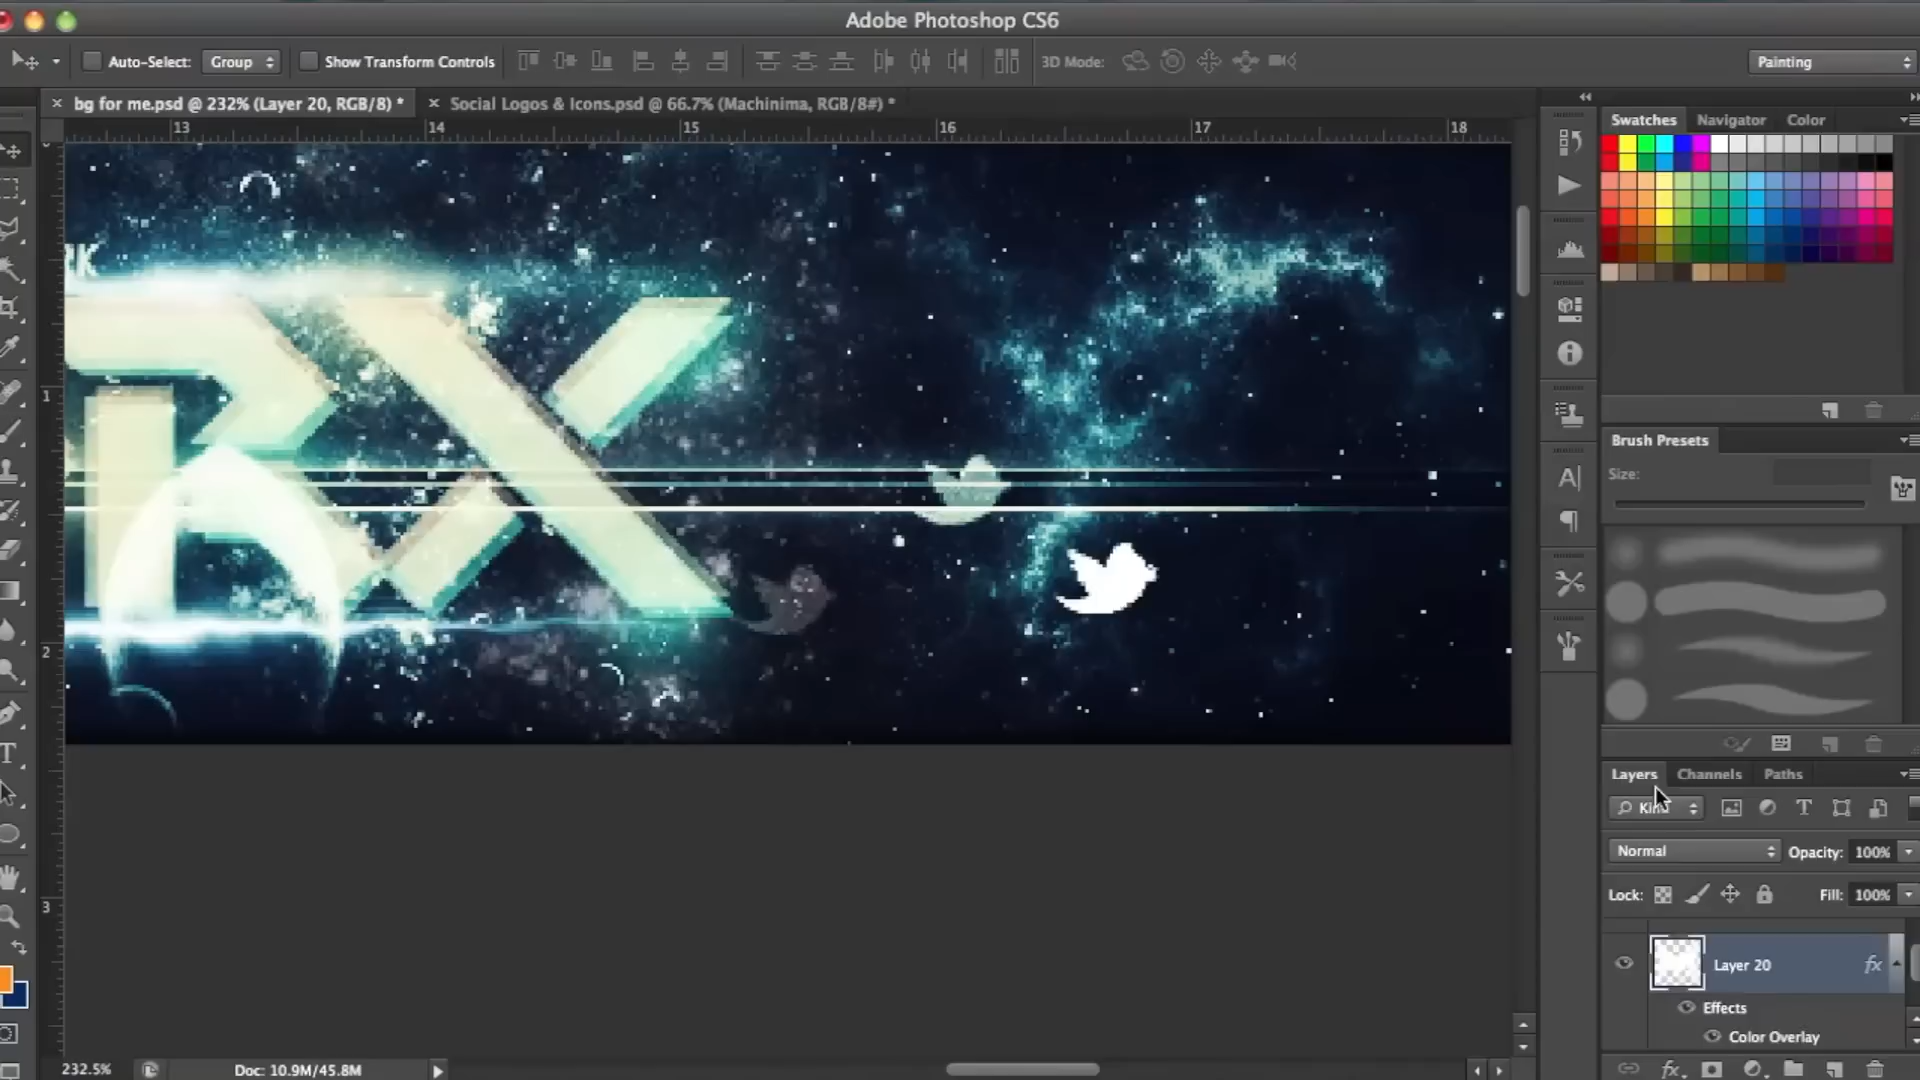 Adobe Photoshop CS6
Auto-Select: Group Show Transform Controls 3D Mode: Painting
bg for me.psd @ 232% (Layer 20, RGB/8) * Social Logos & Icons.psd @ 66.7% (Machinima, RGB/8#) *
13 14 15 16 17 18
Swatches Navigator Color
RX
1
2
3
Brush Presets
Size:
Layers Channels Paths
Kind
Normal Opacity: 100%
Lock: Fill: 100%
Layer 20 fx
Effects
Color Overlay
232.5% Doc: 10.9M/45.8M